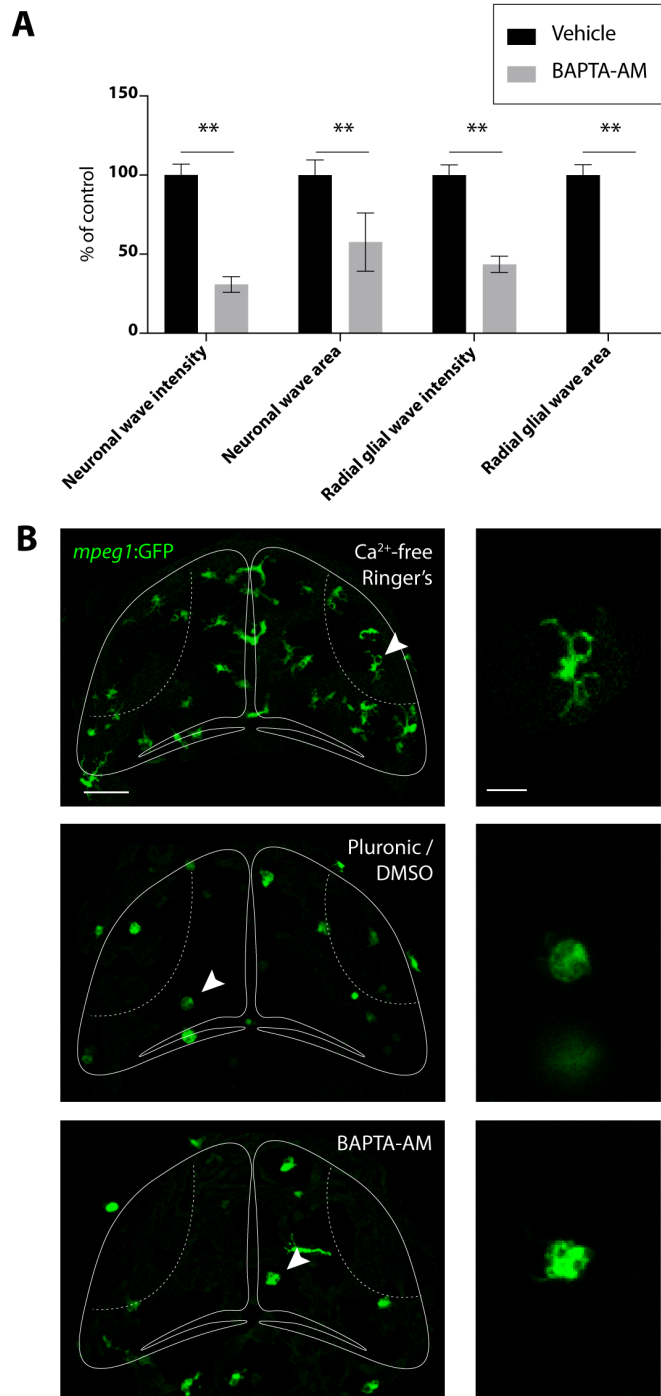 A
Vehicle
BAPTA-AM
150
100
50
0
% of control
**
**
**
**
Neuronal wave intensity
Neuronal wave area
Radial glial wave intensity
Radial glial wave area
B
mpeg1:GFP
Ca²⁺-free
Ringer's
Pluronic /
DMSO
BAPTA-AM